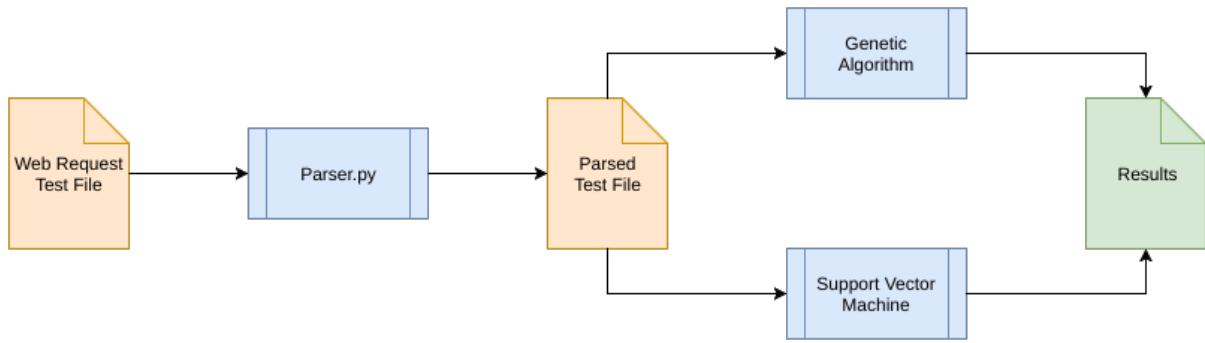 Web Request
Test File
Parser.py
Parsed
Test File
Genetic
Algorithm
Support Vector
Machine
Results